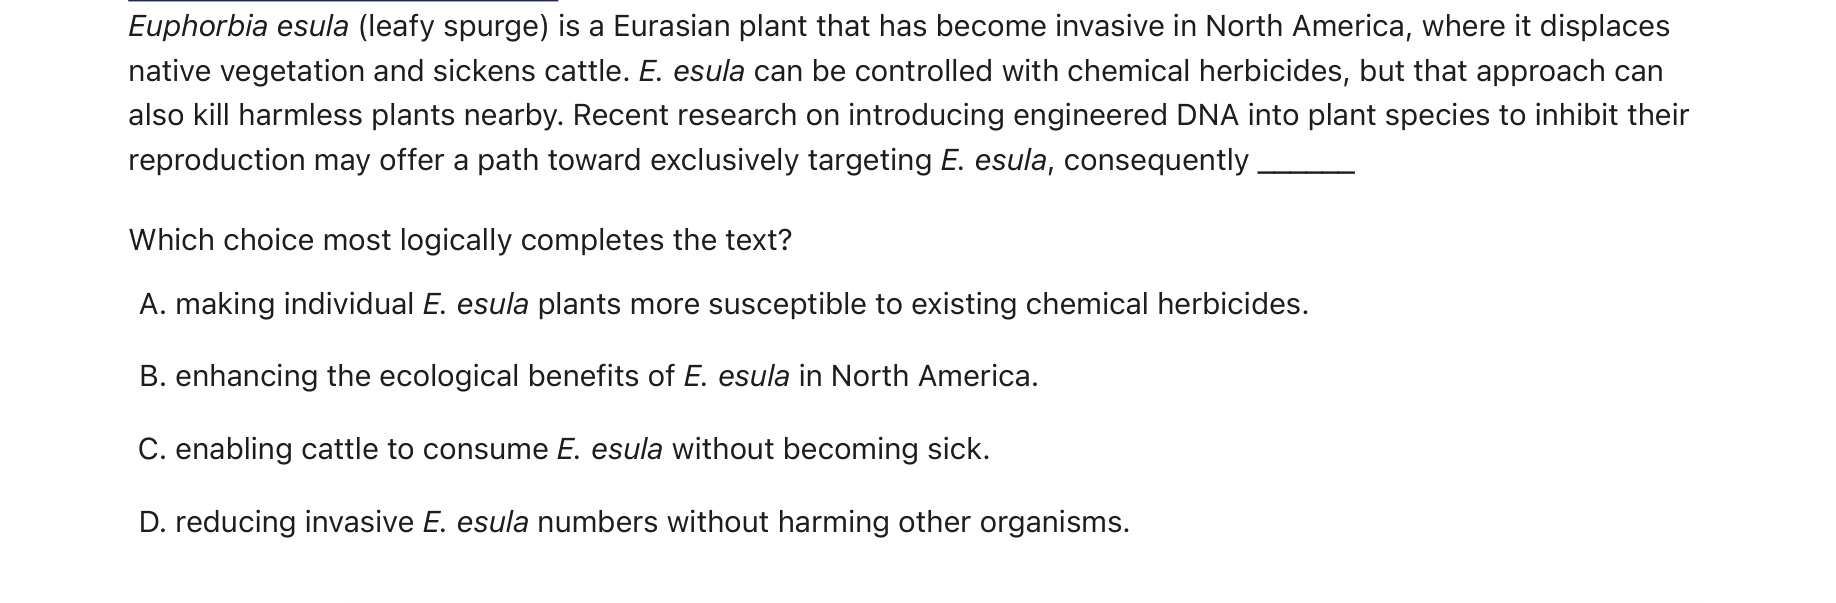 Euphorbia esula (leafy spurge) is a Eurasian plant that has become invasive in North America, where it displaces
native vegetation and sickens cattle. E. esula can be controlled with chemical herbicides, but that approach can
also kill harmless plants nearby. Recent research on introducing engineered DNA into plant species to inhibit their
reproduction may offer a path toward exclusively targeting E. esula, consequently ______
Which choice most logically completes the text?
A. making individual E. esula plants more susceptible to existing chemical herbicides.
B. enhancing the ecological benefits of E. esula in North America.
C. enabling cattle to consume E. esula without becoming sick.
D. reducing invasive E. esula numbers without harming other organisms.